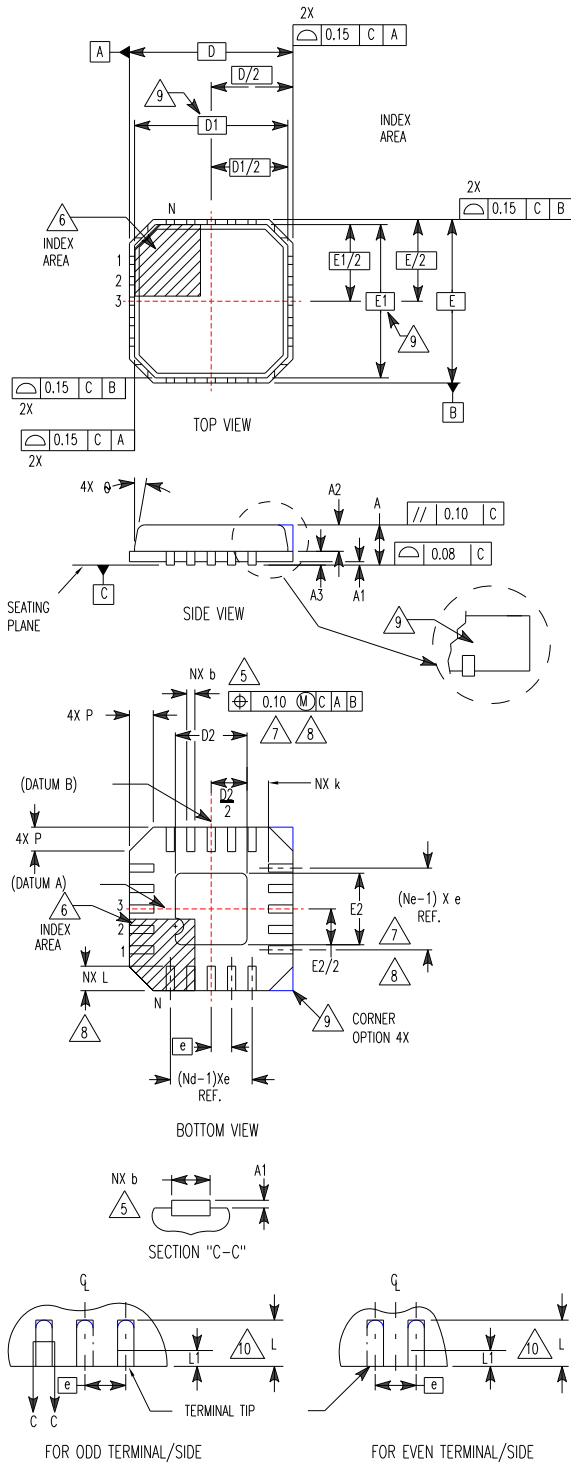 2X
0.15 C A
A
D
D/2
9
D1
D1/2
INDEX
AREA
2X
0.15 C B
N
6
INDEX
AREA
1
2
3
E1/2
E/2
E1
E
9
B
0.15 C B
2X
0.15 C A
2X
TOP VIEW
4X θ
A2
A
// 0.10 C
0.08 C
A3
A1
C
SEATING
PLANE
SIDE VIEW
9
NX b
5
0.10 M C A B
4X P
D2
7
8
(DATUM B)
D2
2
NX k
4X P
(DATUM A)
6
INDEX
AREA
3
2
1
E2
(Ne-1) X e
REF.
7
E2/2
8
NX L
8
N
9
CORNER
OPTION 4X
e
(Nd-1)Xe
REF.
BOTTOM VIEW
NX b
A1
5
SECTION "C-C"
CL
CL
10
L
10
L
L1
L1
e
e
C C
TERMINAL TIP
FOR ODD TERMINAL/SIDE
FOR EVEN TERMINAL/SIDE